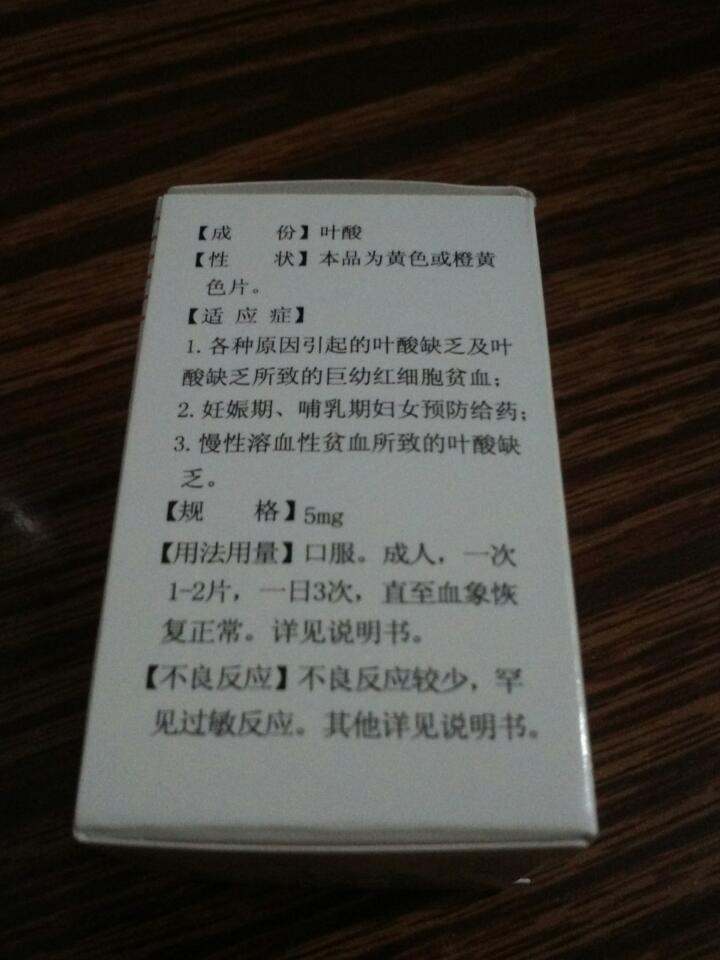 【成　　份】叶酸
【性　　状】本品为黄色或橙黄
色片。
【适 应 症】
1. 各种原因引起的叶酸缺乏及叶
酸缺乏所致的巨幼红细胞贫血；
2. 妊娠期、哺乳期妇女预防给药；
3. 慢性溶血性贫血所致的叶酸缺
乏。
【规　　格】5mg
【用法用量】口服。成人，一次
1-2片，一日3次，直至血象恢
复正常。详见说明书。
【不良反应】不良反应较少，罕
见过敏反应。其他详见说明书。